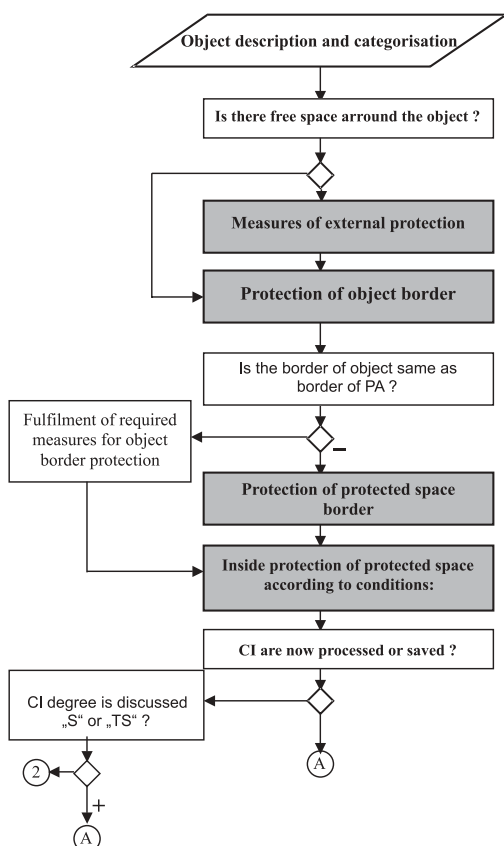 Object description and categorisation
Is there free space arround the object ?
Measures of external protection
Protection of object border
Is the border of object same as
border of PA ?
Fulfilment of required
measures for object
border protection
–
Protection of protected space
border
Inside protection of protected space
according to conditions:
CI are now processed or saved ?
CI degree is discussed
„S“ or „TS“ ?
A
2
+
A